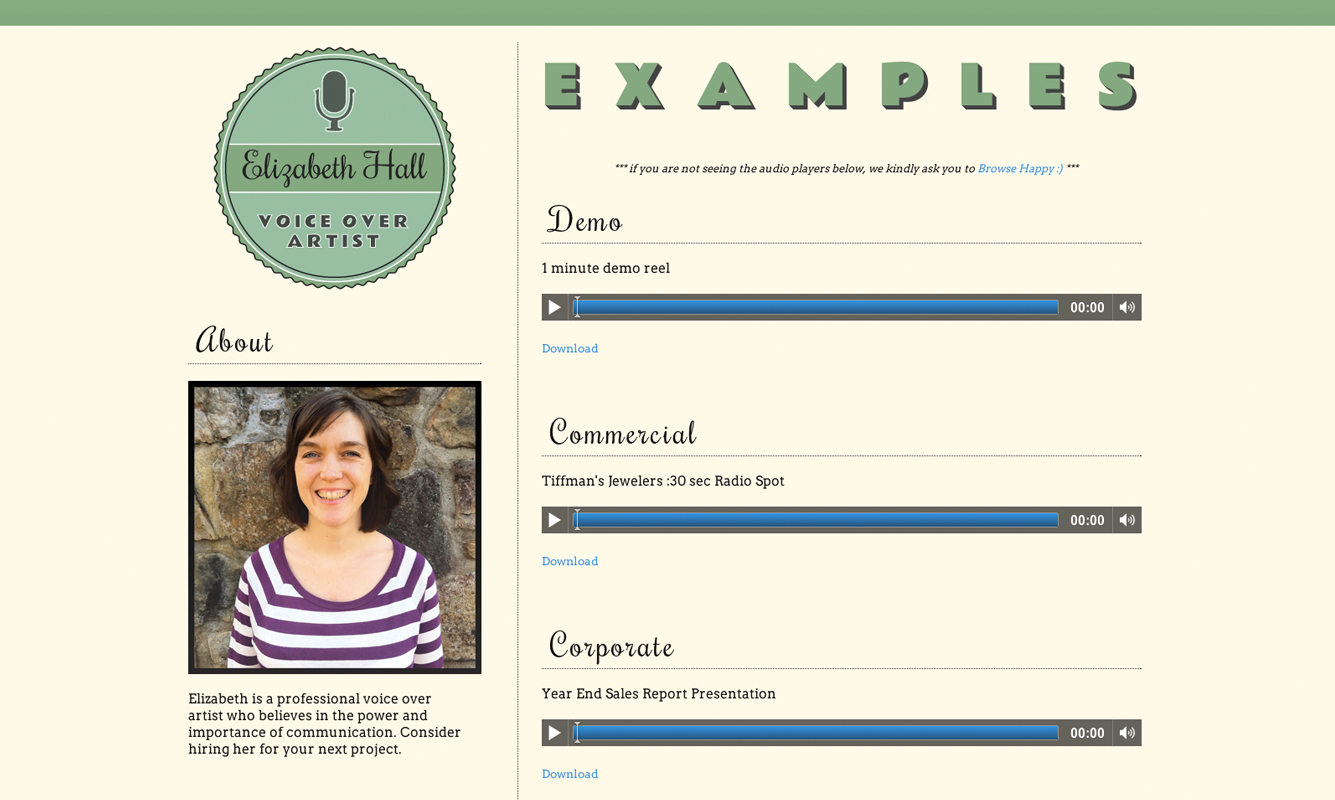 Elizabeth Hall
VOICE OVER
ARTIST
About
Elizabeth is a professional voice over
artist who believes in the power and
importance of communication. Consider
hiring her for your next project.
EXAMPLES
*** if you are not seeing the audio players below, we kindly ask you to Browse Happy :) ***
Demo
1 minute demo reel
00:00
Download
Commercial
Tiffman's Jewelers :30 sec Radio Spot
00:00
Download
Corporate
Year End Sales Report Presentation
00:00
Download